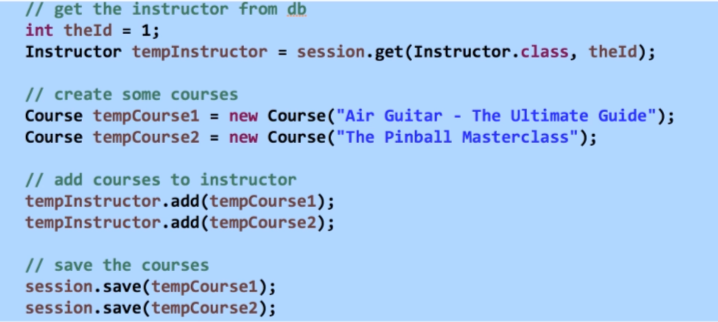 // get the instructor from db
int theId = 1;
Instructor tempInstructor = session.get(Instructor.class, theId);
// create some courses
Course tempCourse1 = new Course("Air Guitar - The Ultimate Guide");
Course tempCourse2 = new Course("The Pinball Masterclass");
// add courses to instructor
tempInstructor.add(tempCourse1);
tempInstructor.add(tempCourse2);
// save the courses
session.save(tempCourse1);
session.save(tempCourse2);